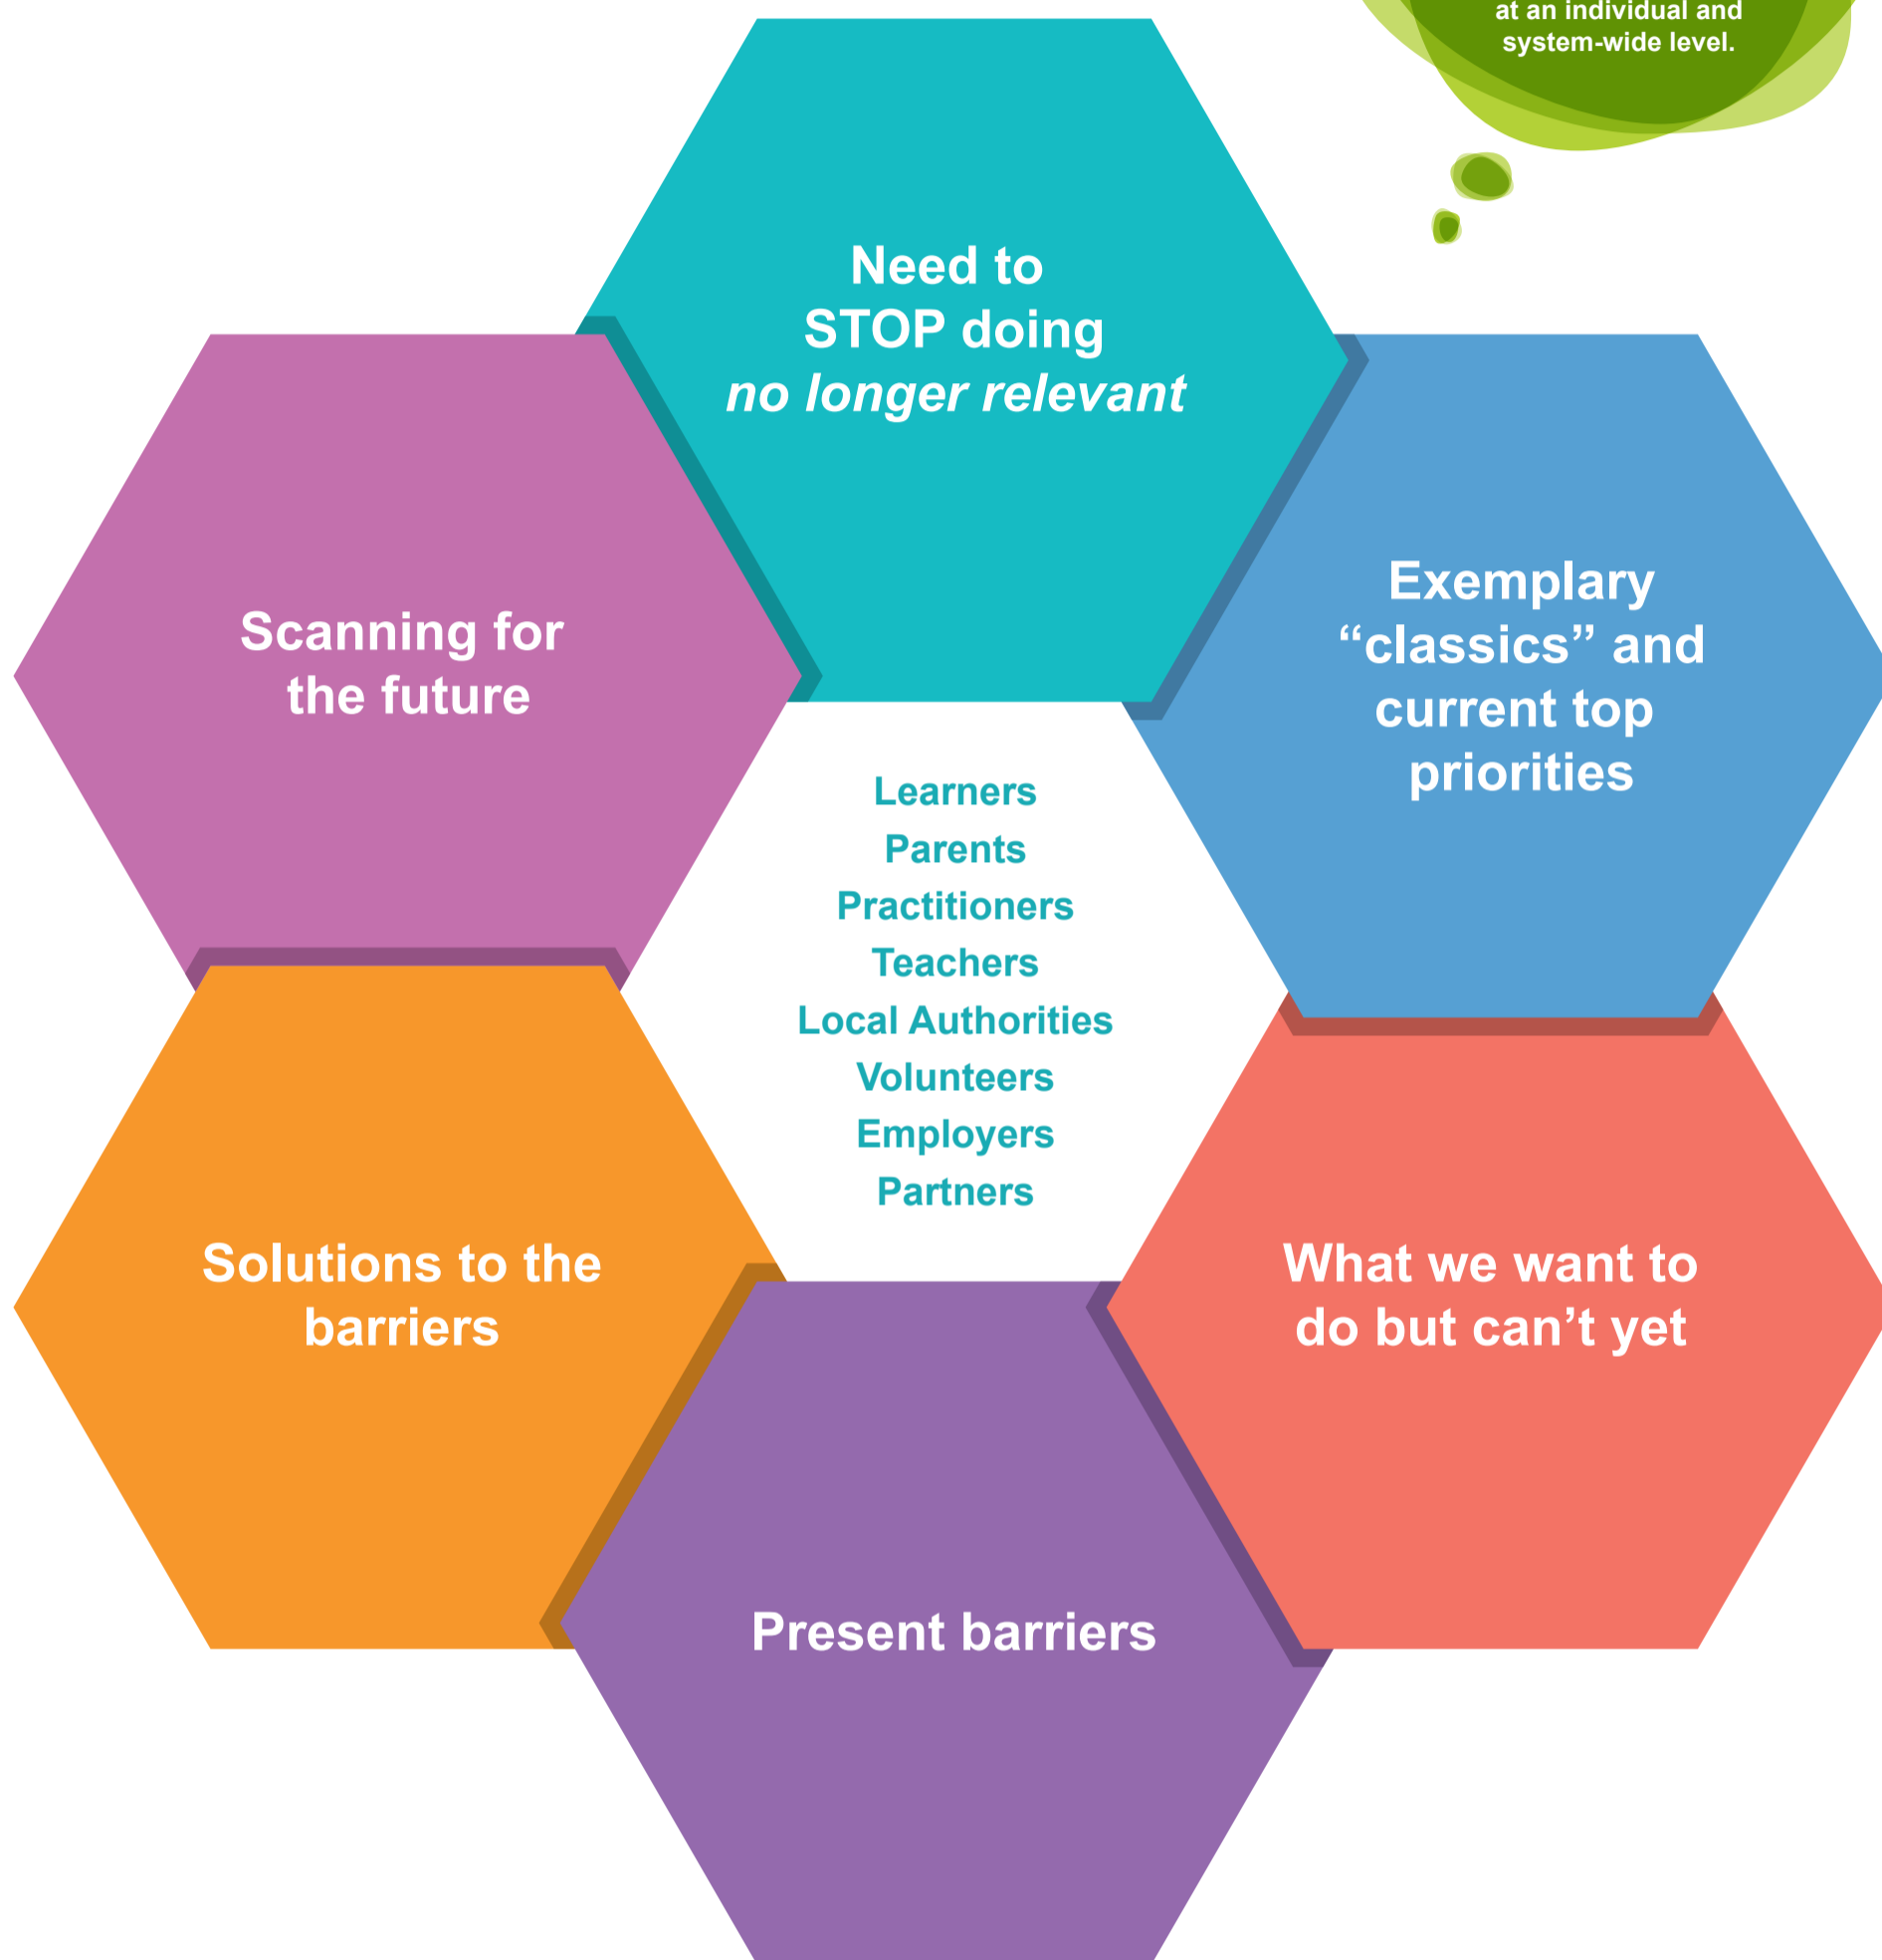 at an individual and
system-wide level.
Need to
STOP doing
no longer relevant
Exemplary
“classics” and
current top
priorities
Scanning for
the future
Learners
Parents
Practitioners
Teachers
Local Authorities
Volunteers
Employers
Partners
Solutions to the
barriers
What we want to
do but can’t yet
Present barriers